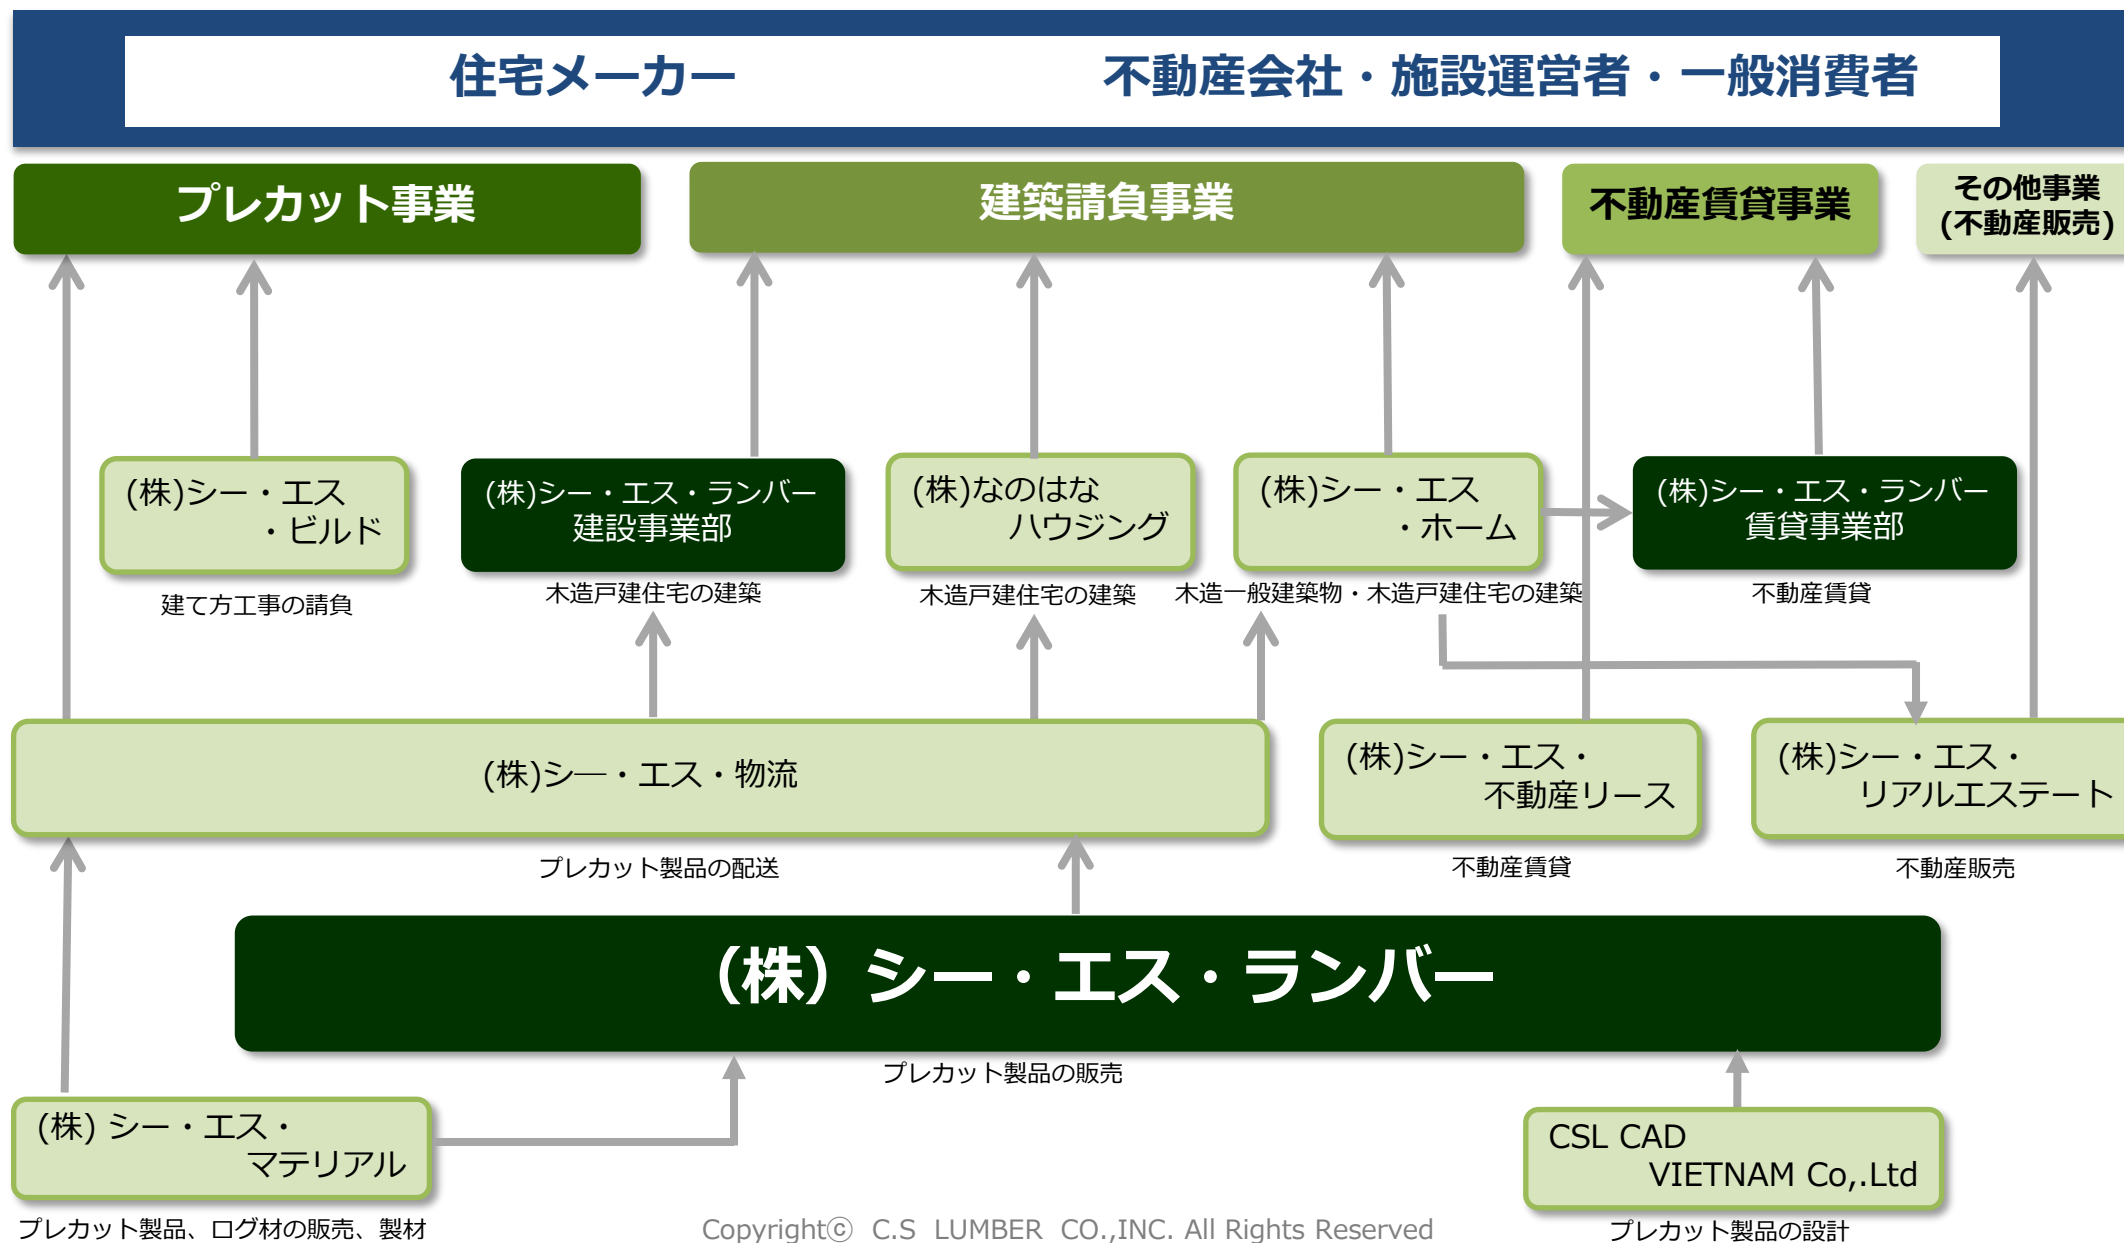 住宅メーカー　不動産会社・施設運営者・一般消費者
プレカット事業
建築請負事業
不動産賃貸事業
その他事業
(不動産販売)
(株)シー・エス
・ビルド
建て方工事の請負
(株)シー・エス・ランバー
建設事業部
木造戸建住宅の建築
(株)なのはな
ハウジング
木造戸建住宅の建築
(株)シー・エス
・ホーム
木造一般建築物・木造戸建住宅の建築
(株)シー・エス・ランバー
賃貸事業部
不動産賃貸
(株)シ―・エス・物流
プレカット製品の配送
(株)シー・エス・
不動産リース
不動産賃貸
(株)シー・エス・
リアルエステート
不動産販売
（株）シー・エス・ランバー
プレカット製品の販売
(株) シー・エス・
マテリアル
プレカット製品、ログ材の販売、製材
CSL CAD
VIETNAM Co,.Ltd
プレカット製品の設計
Copyrightⓒ C.S LUMBER CO.,INC. All Rights Reserved